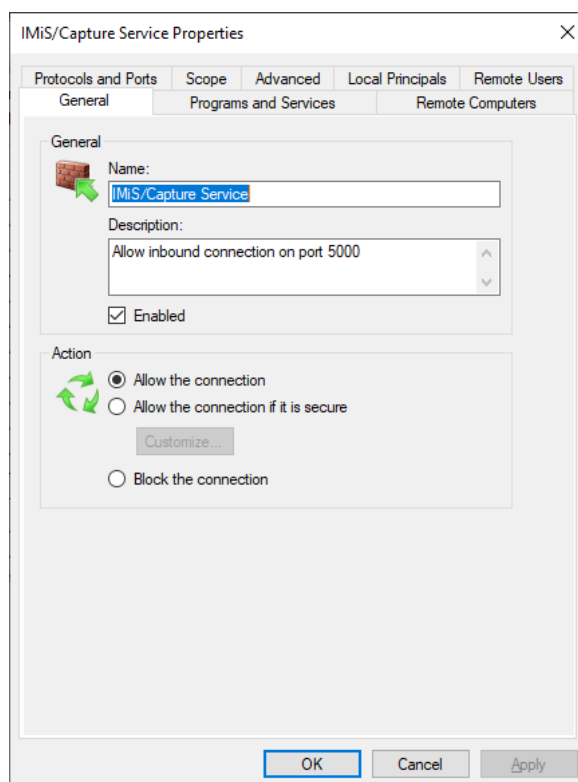 IMiS/Capture Service Properties
Protocols and Ports Scope Advanced Local Principals Remote Users
General Programs and Services Remote Computers
General
Name:
IMiS/Capture Service
Description:
Allow inbound connection on port 5000
Enabled
Action
Allow the connection
Allow the connection if it is secure
Customize...
Block the connection
OK Cancel Apply